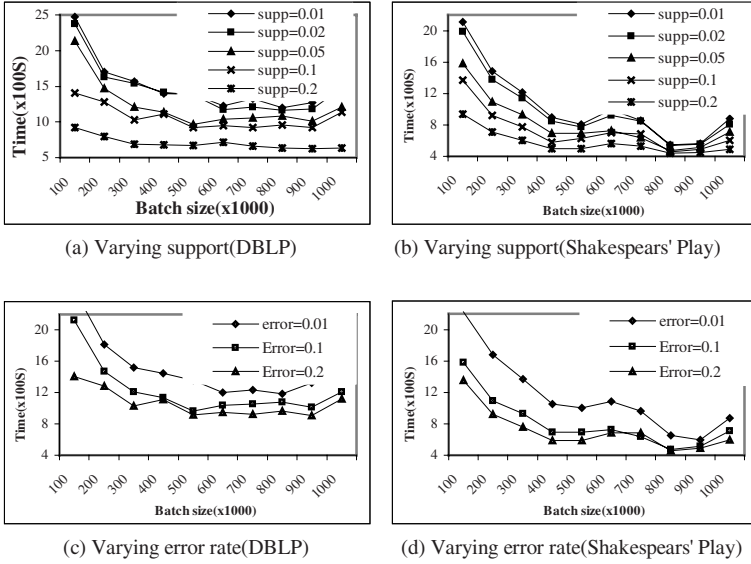 25
20
15
10
5
Time(x100S)
supp=0.01
supp=0.02
supp=0.05
supp=0.1
supp=0.2
100
200
300
400
500
600
700
800
900
1000
Batch size(x1000)
(a) Varying support(DBLP)
22
20
16
12
8
4
Time(x100S)
supp=0.01
supp=0.02
supp=0.05
supp=0.1
supp=0.2
100
200
300
400
500
600
700
800
900
1000
Batch size(x1000)
(b) Varying support(Shakespears' Play)
20
16
12
8
4
Time(x100S)
error=0.01
Error=0.1
Error=0.2
100
200
300
400
500
600
700
800
900
1000
Batch size(x1000)
(c) Varying error rate(DBLP)
20
16
12
8
4
Time(x100S)
error=0.01
Error=0.1
Error=0.2
100
200
300
400
500
600
700
800
900
1000
Batch size(x1000)
(d) Varying error rate(Shakespears' Play)